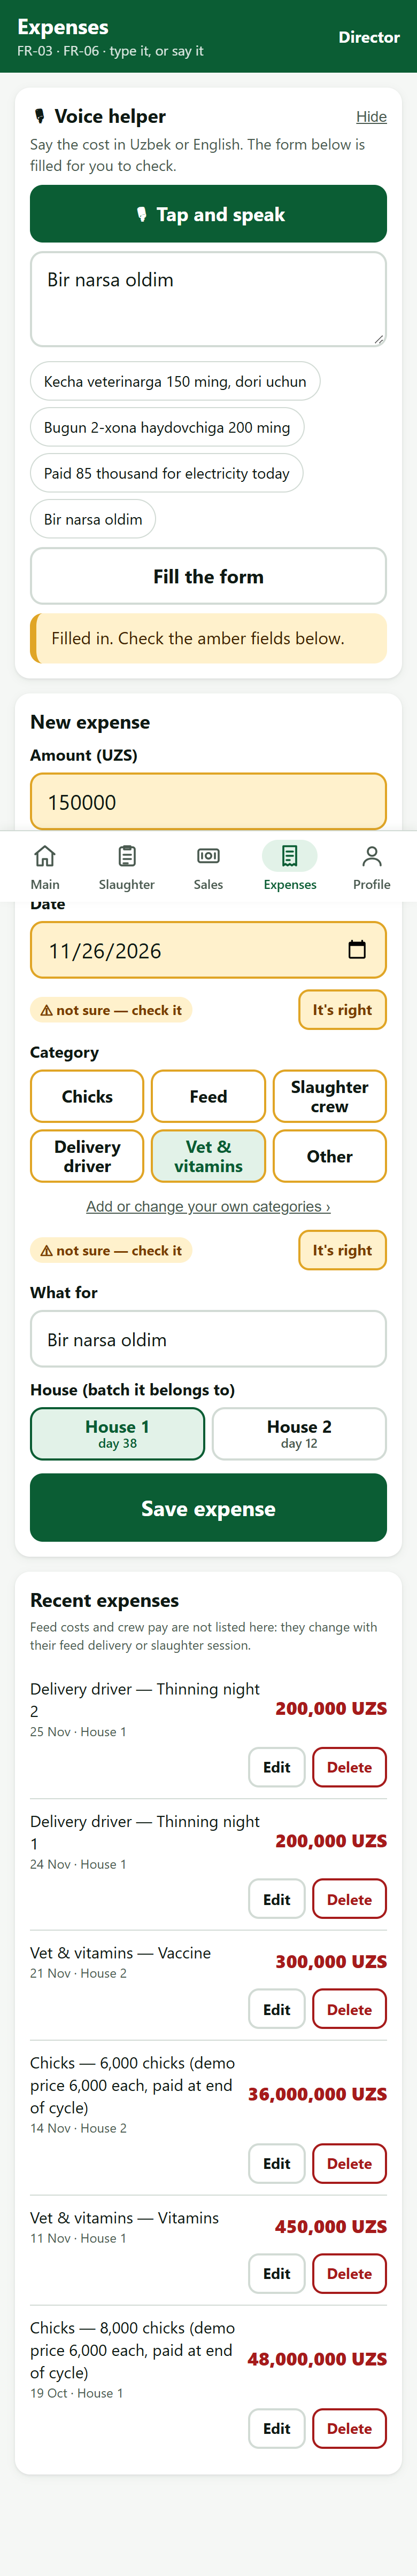 Expenses
FR-03 · FR-06 · type it, or say it
Director
Voice helper
Hide
Say the cost in Uzbek or English. The form below is
filled for you to check.
Tap and speak
Bir narsa oldim
Kecha veterinarga 150 ming, dori uchun
Bugun 2-xona haydovchiga 200 ming
Paid 85 thousand for electricity today
Bir narsa oldim
Fill the form
Filled in. Check the amber fields below.
New expense
Amount (UZS)
150000
Main
Slaughter
Sales
Expenses
Profile
Date
11/26/2026
⚠ not sure — check it
It's right
Category
Chicks
Feed
Slaughter
crew
Delivery
driver
Vet &
vitamins
Other
Add or change your own categories ›
⚠ not sure — check it
It's right
What for
Bir narsa oldim
House (batch it belongs to)
House 1
day 38
House 2
day 12
Save expense
Recent expenses
Feed costs and crew pay are not listed here: they change with
their feed delivery or slaughter session.
Delivery driver — Thinning night
2
25 Nov · House 1
200,000 UZS
Edit
Delete
Delivery driver — Thinning night
1
24 Nov · House 1
200,000 UZS
Edit
Delete
Vet & vitamins — Vaccine
21 Nov · House 2
300,000 UZS
Edit
Delete
Chicks — 6,000 chicks (demo
price 6,000 each, paid at end
of cycle)
14 Nov · House 2
36,000,000 UZS
Edit
Delete
Vet & vitamins — Vitamins
11 Nov · House 1
450,000 UZS
Edit
Delete
Chicks — 8,000 chicks (demo
price 6,000 each, paid at end
of cycle)
19 Oct · House 1
48,000,000 UZS
Edit
Delete